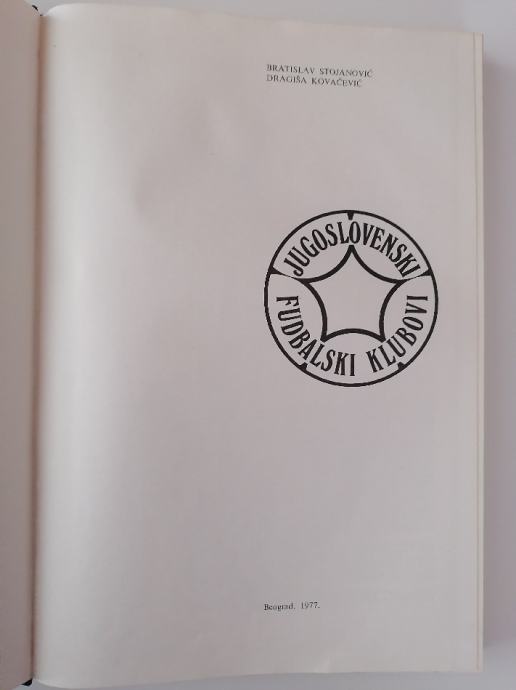 BRATISLAV STOJANOVIĆ
DRAGIŠA KOVAČEVIĆ
JUGOSLOVENSKI
FUDBALSKI KLUBOVI
Beograd, 1977.